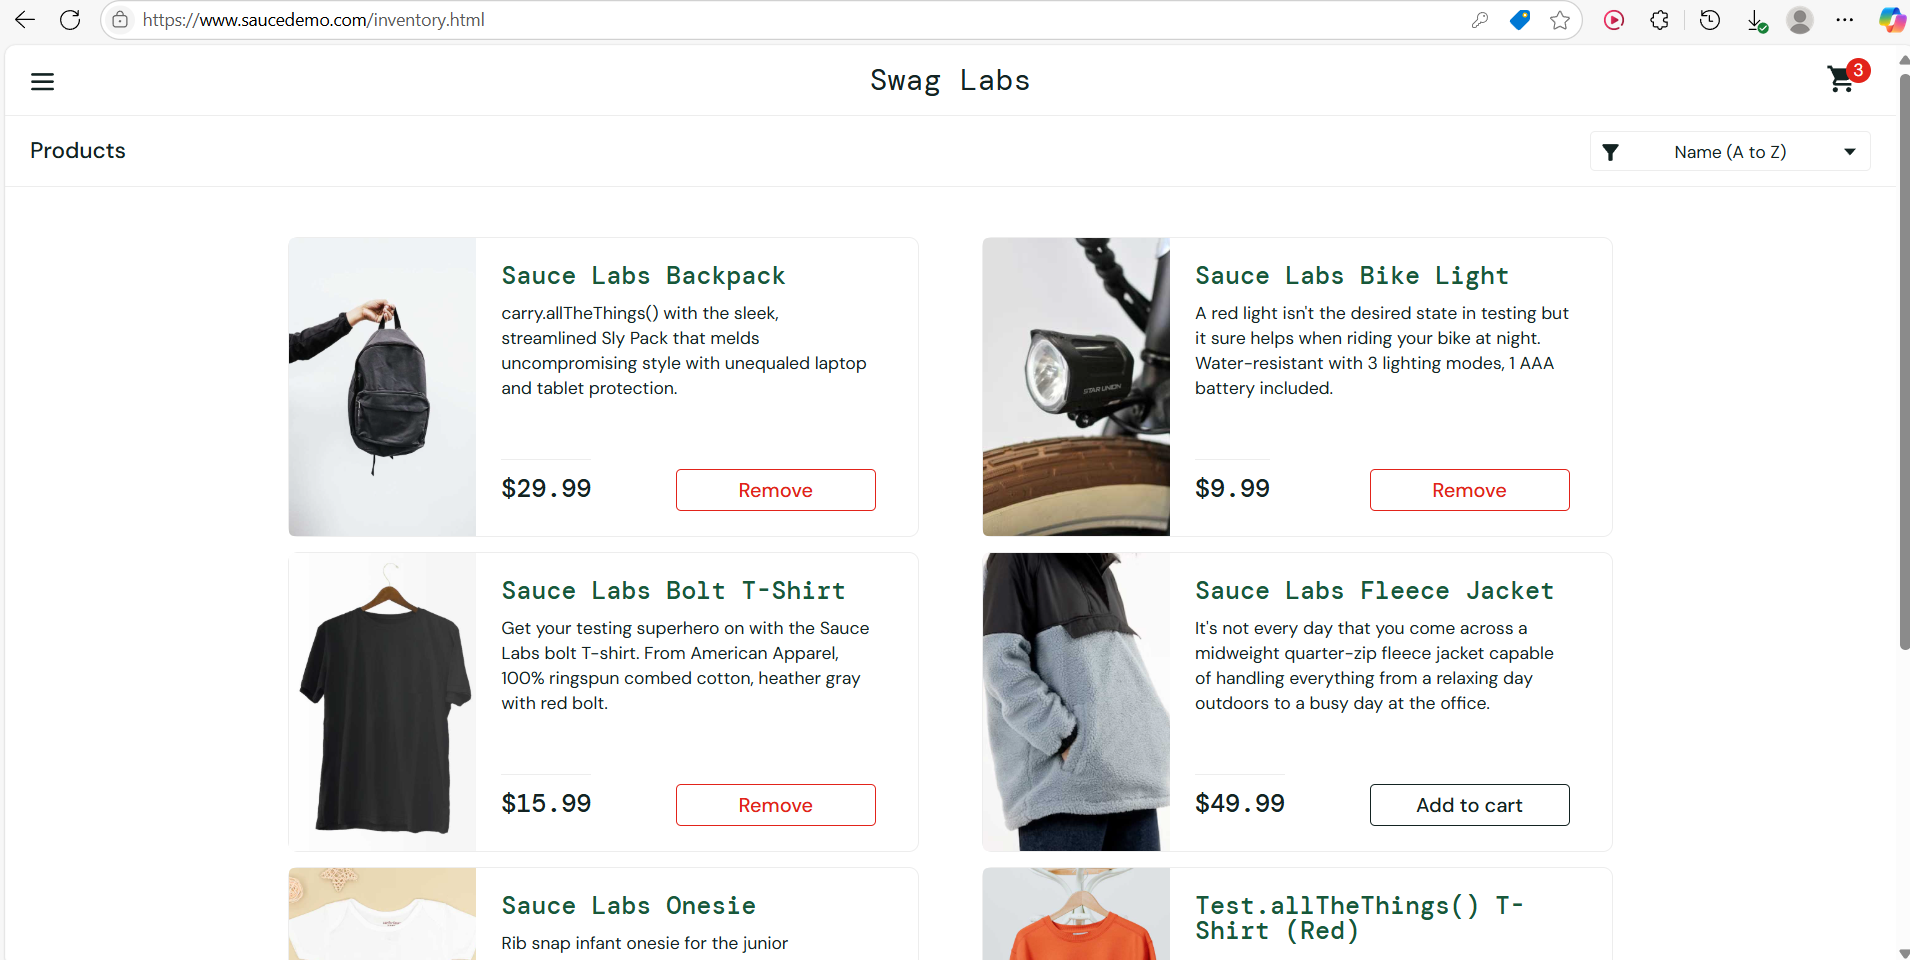 https://www.saucedemo.com/inventory.html
Swag Labs
3
Products
Name (A to Z)
Sauce Labs Backpack
carry.allTheThings() with the sleek,
streamlined Sly Pack that melds
uncompromising style with unequaled laptop
and tablet protection.
$29.99
Remove
Sauce Labs Bike Light
A red light isn't the desired state in testing but
it sure helps when riding your bike at night.
Water-resistant with 3 lighting modes, 1 AAA
battery included.
STAR UNION
$9.99
Remove
Sauce Labs Bolt T-Shirt
Get your testing superhero on with the Sauce
Labs bolt T-shirt. From American Apparel,
100% ringspun combed cotton, heather gray
with red bolt.
$15.99
Remove
Sauce Labs Fleece Jacket
It's not every day that you come across a
midweight quarter-zip fleece jacket capable
of handling everything from a relaxing day
outdoors to a busy day at the office.
$49.99
Add to cart
Sauce Labs Onesie
Rib snap infant onesie for the junior
Test.allTheThings() T-
Shirt (Red)